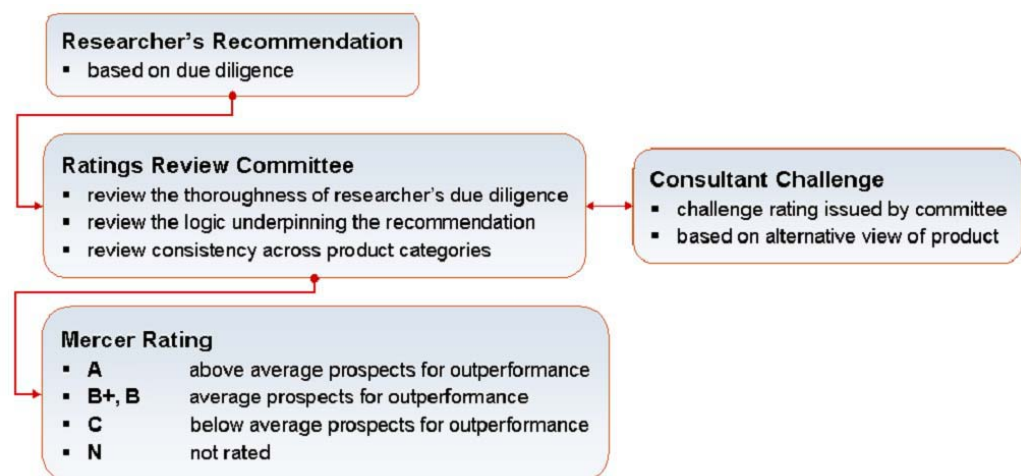 Researcher's Recommendation
▪ based on due diligence
Ratings Review Committee
▪ review the thoroughness of researcher's due diligence
▪ review the logic underpinning the recommendation
▪ review consistency across product categories
Consultant Challenge
▪ challenge rating issued by committee
▪ based on alternative view of product
Mercer Rating
▪ A above average prospects for outperformance
▪ B+, B average prospects for outperformance
▪ C below average prospects for outperformance
▪ N not rated